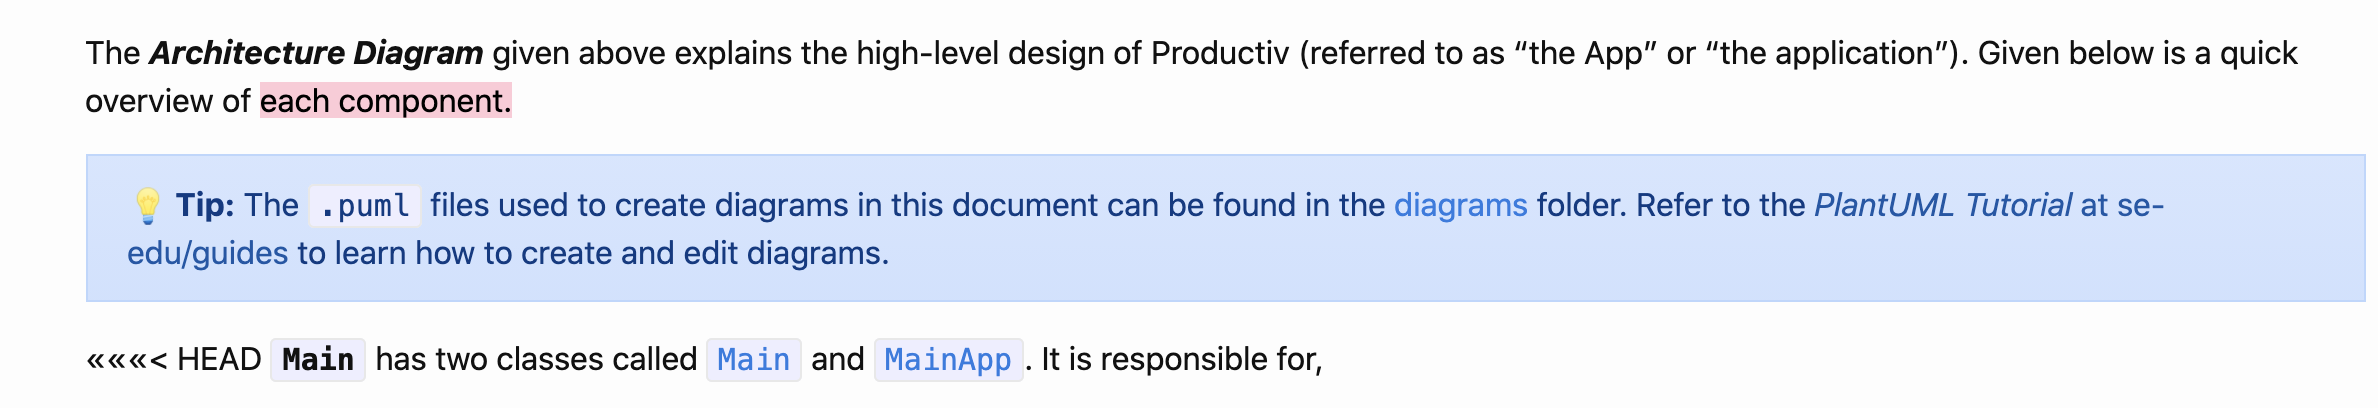 The Architecture Diagram given above explains the high-level design of Productiv (referred to as “the App” or “the application”). Given below is a quick
overview of each component.
💡 Tip: The .puml files used to create diagrams in this document can be found in the diagrams folder. Refer to the PlantUML Tutorial at se-
edu/guides to learn how to create and edit diagrams.
«««< HEAD Main has two classes called Main and MainApp. It is responsible for,